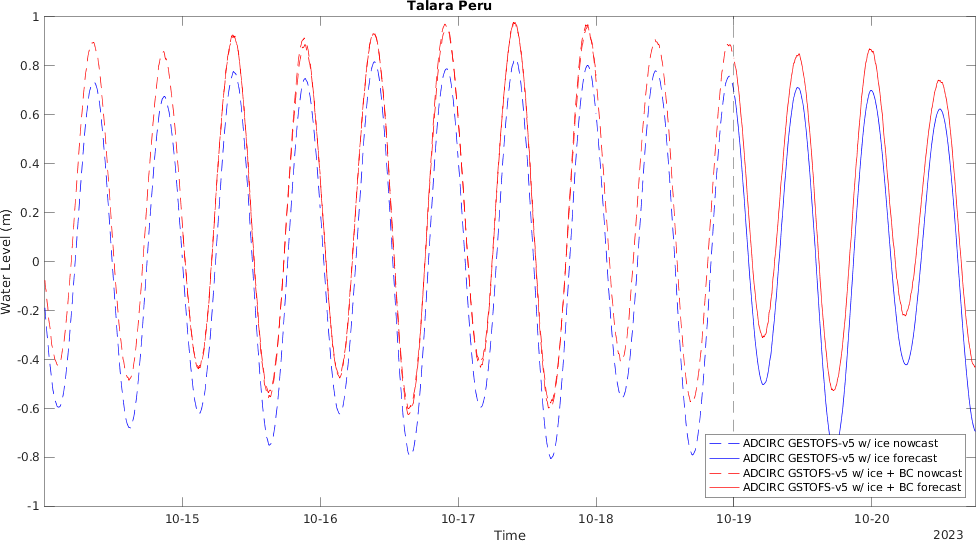 Talara Peru
1
0.8
0.6
0.4
0.2
0
-0.2
-0.4
-0.6
-0.8
-1
Water Level (m)
10-15 10-16 10-17 10-18 10-19 10-20
Time
2023
ADCIRC GESTOFS-v5 w/ ice nowcast
ADCIRC GESTOFS-v5 w/ ice forecast
ADCIRC GSTOFS-v5 w/ ice + BC nowcast
ADCIRC GSTOFS-v5 w/ ice + BC forecast